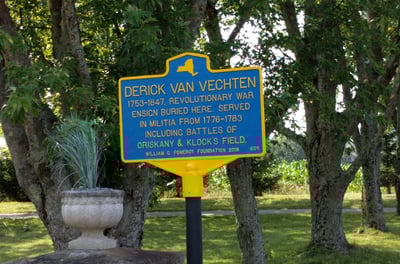 DERICK VAN VECHTEN
1753-1847. REVOLUTIONARY WAR
ENSIGN BURIED HERE. SERVED
IN MILITIA FROM 1776-1783
INCLUDING BATTLES OF
ORISKANY & KLOCK'S FIELD.
WILLIAM G. POMEROY FOUNDATION 2018